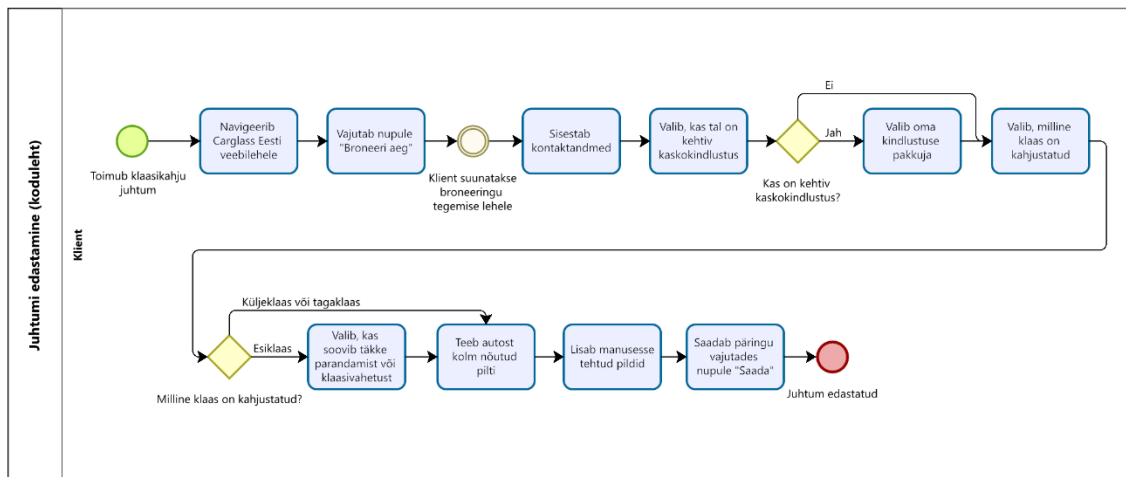 Juhtumi edastamine (koduleht)
Klient
Toimub klaasikahju
juhtum
Navigeerib
Carglass Eesti
veebilehele
Vajutab nupule
"Broneeri aeg"
Klient suunatakse
broneeringu
tegemise lehele
Sisestab
kontaktandmed
Valib, kas tal on
kehtiv
kaskokindlustus
Kas on kehtiv
kaskokindlustus?
Ei
Jah
Valib oma
kindlustuse
pakkuja
Valib, milline
klaas on
kahjustatud
Milline klaas on kahjustatud?
Küljeklaas või tagaklaas
Esiklaas
Valib, kas
soovib täkke
parandamist või
klaasivahetust
Teeb autost
kolm nõutud
pilti
Lisab manusesse
tehtud pildid
Saadab päringu
vajutades
nupule "Saada"
Juhtum edastatud